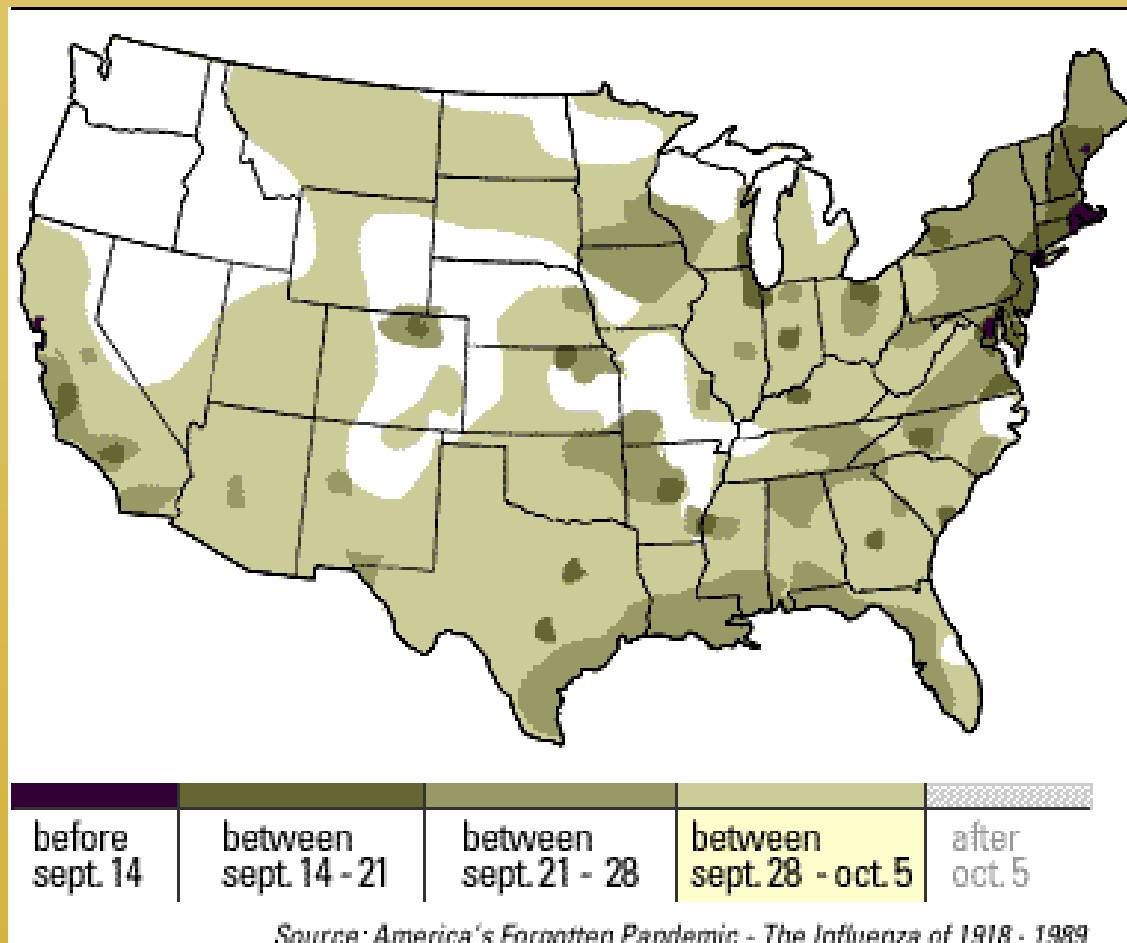 before
sept. 14
between
sept. 14 - 21
between
sept. 21 - 28
between
sept. 28 - oct. 5
after
oct. 5
Source: America's Forgotten Pandemic - The Influenza of 1918 - 1989